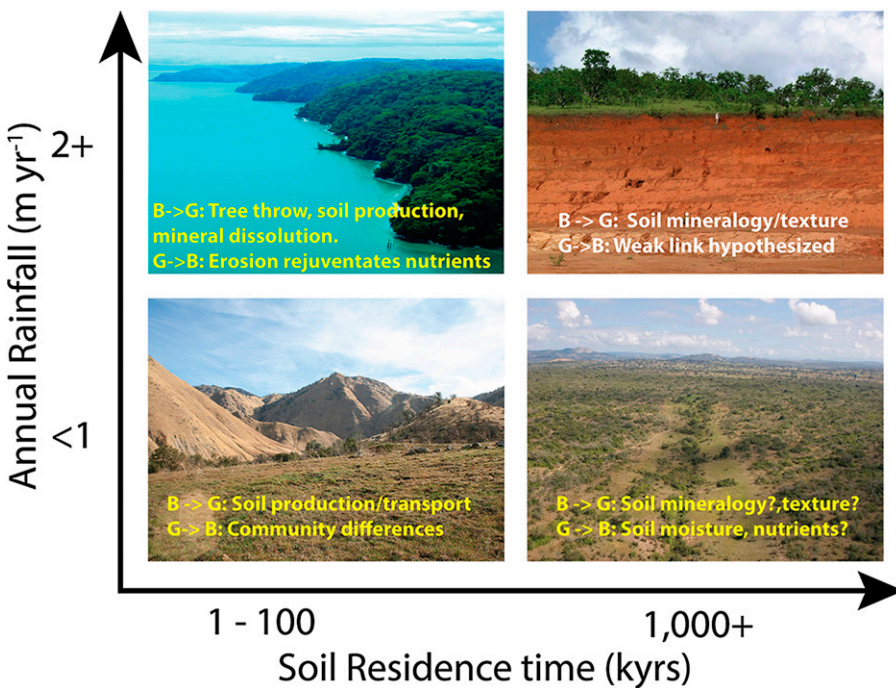 Annual Rainfall (m yr⁻¹)
2+
<1
B->G: Tree throw, soil production,
mineral dissolution.
G->B: Erosion rejuventates nutrients
B -> G: Soil mineralogy/texture
G->B: Weak link hypothesized
B -> G: Soil production/transport
G-> B: Community differences
B -> G: Soil mineralogy?,texture?
G -> B: Soil moisture, nutrients?
1 - 100
1,000+
Soil Residence time (kyrs)